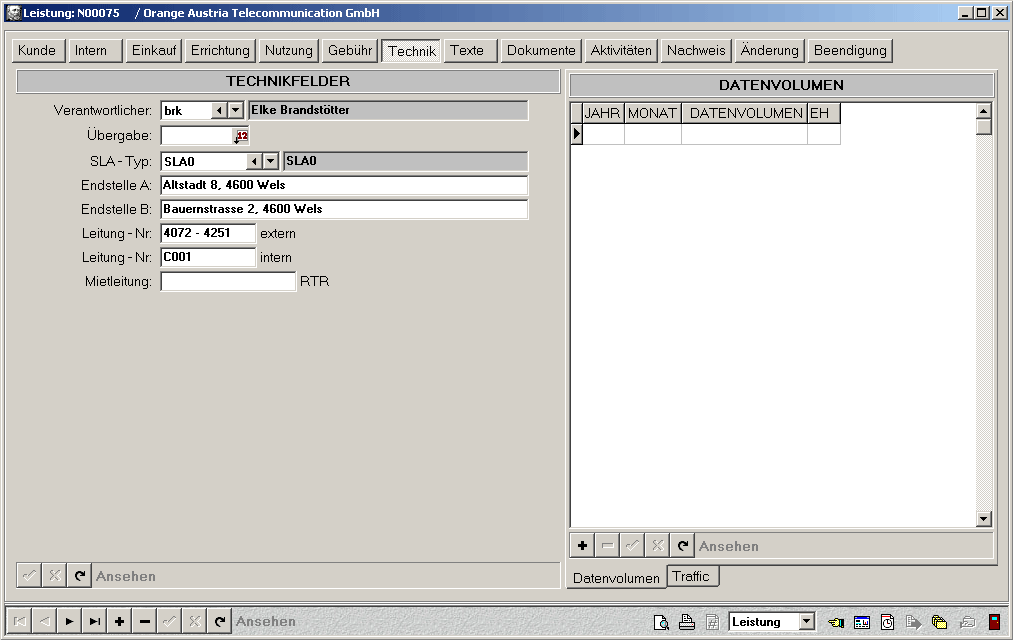 Leistung: N00075 / Orange Austria Telecommunication GmbH
Kunde Intern Einkauf Errichtung Nutzung Gebühr Technik Texte Dokumente Aktivitäten Nachweis Änderung Beendigung
TECHNIKFELDER
Verantwortlicher: brk Elke Brandstötter
Übergabe: 12
SLA - Typ: SLA0 SLA0
Endstelle A: Altstadt 8, 4600 Wels
Endstelle B: Bauernstrasse 2, 4600 Wels
Leitung - Nr: 4072 - 4251 extern
Leitung - Nr: C001 intern
Mietleitung: RTR
Ansehen
DATENVOLUMEN
JAHR MONAT DATENVOLUMEN EH
Ansehen
Datenvolumen Traffic
Ansehen Leistung